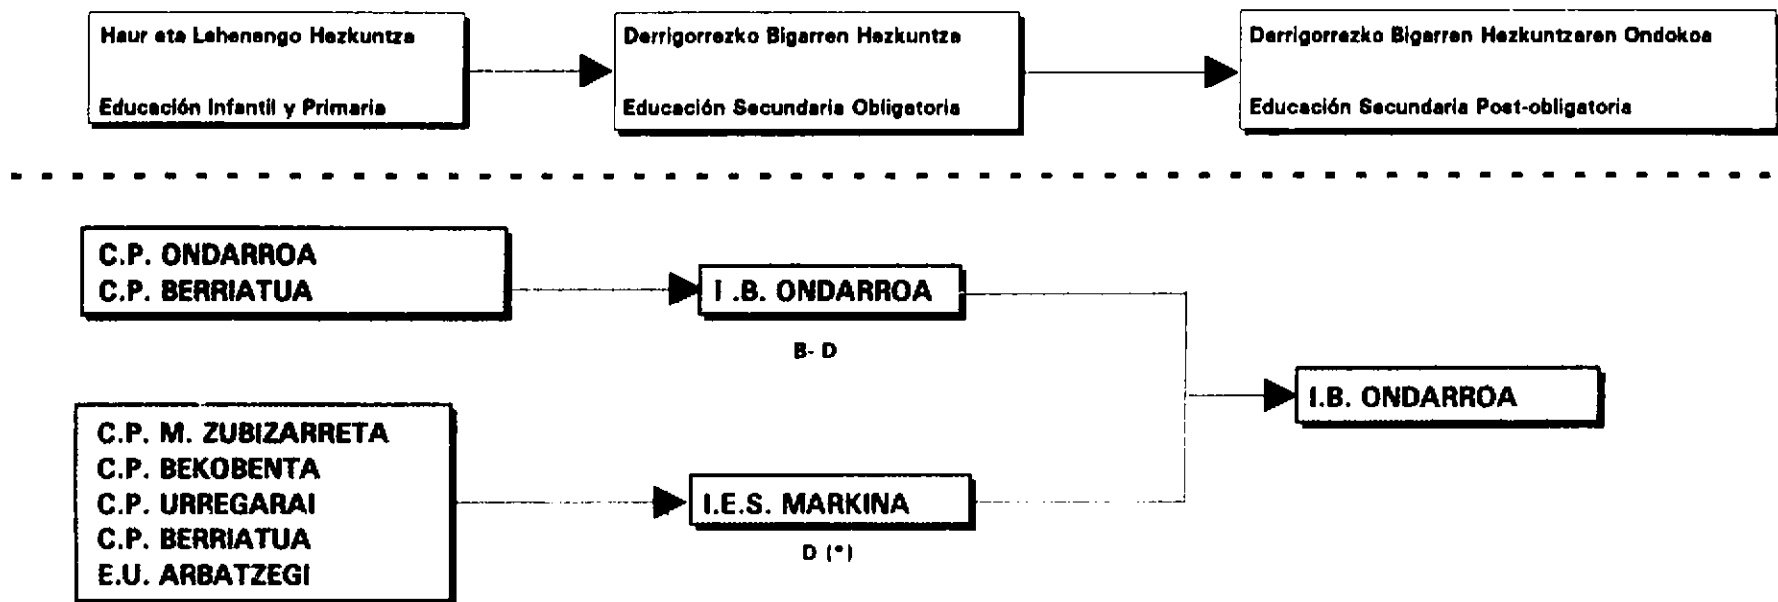 Haur eta Lehenengo Hezkuntza
Educación Infantil y Primaria
Derrigorrezko Bigarren Hezkuntza
Educación Secundaria Obligatoria
Derrigorrezko Bigarren Hezkuntzaren Ondokoa
Educación Secundaria Post-obligatoria
C.P. ONDARROA
C.P. BERRIATUA
I .B. ONDARROA
B- D
C.P. M. ZUBIZARRETA
C.P. BEKOBENTA
C.P. URREGARAI
C.P. BERRIATUA
E.U. ARBATZEGI
I.E.S. MARKINA
D (*)
I.B. ONDARROA